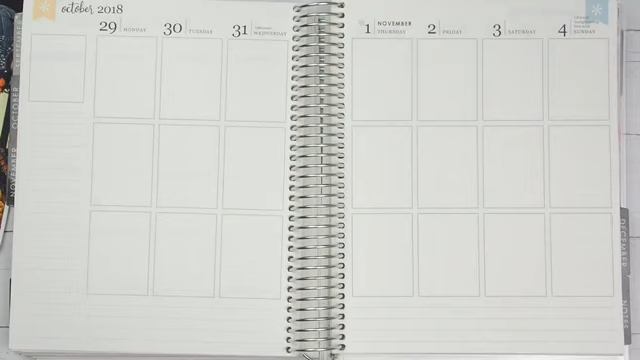 october 2018
29 MONDAY
30 TUESDAY
31 WEDNESDAY
1 NOVEMBER THURSDAY
2 FRIDAY
3 SATURDAY
4 SUNDAY
OCTOBER
NOVEMBER
DECEMBER
NOTES